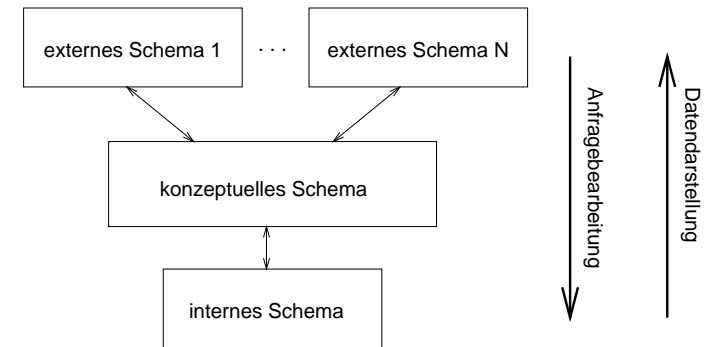 externes Schema 1
. . .
externes Schema N
konzeptuelles Schema
internes Schema
Anfragebearbeitung
Datendarstellung